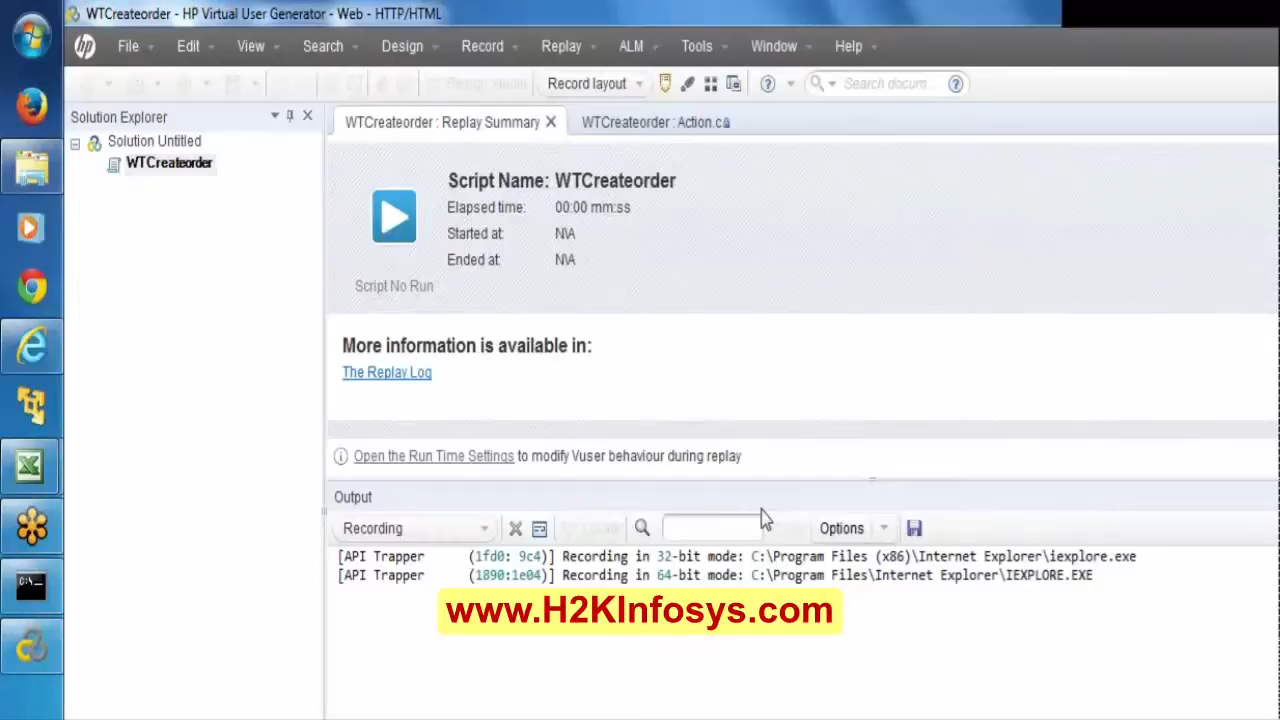 WTCreateorder - HP Virtual User Generator - Web - HTTP/HTML
hp File Edit View Search Design Record Replay ALM Tools Window Help
Design Studio Record layout Search docum
Solution Explorer
Solution Untitled
WTCreateorder
WTCreateorder : Replay Summary WTCreateorder : Action.c
Script Name: WTCreateorder
Elapsed time: 00:00 mm:ss
Started at: N\A
Ended at: N\A
Script No Run
More information is available in:
The Replay Log
Open the Run Time Settings to modify Vuser behaviour during replay
Output
Recording Options
[API Trapper (1fd0: 9c4)] Recording in 32-bit mode: C:\Program Files (x86)\Internet Explorer\iexplore.exe
[API Trapper (1890:1e04)] Recording in 64-bit mode: C:\Program Files\Internet Explorer\IEXPLORE.EXE
www.H2KInfosys.com